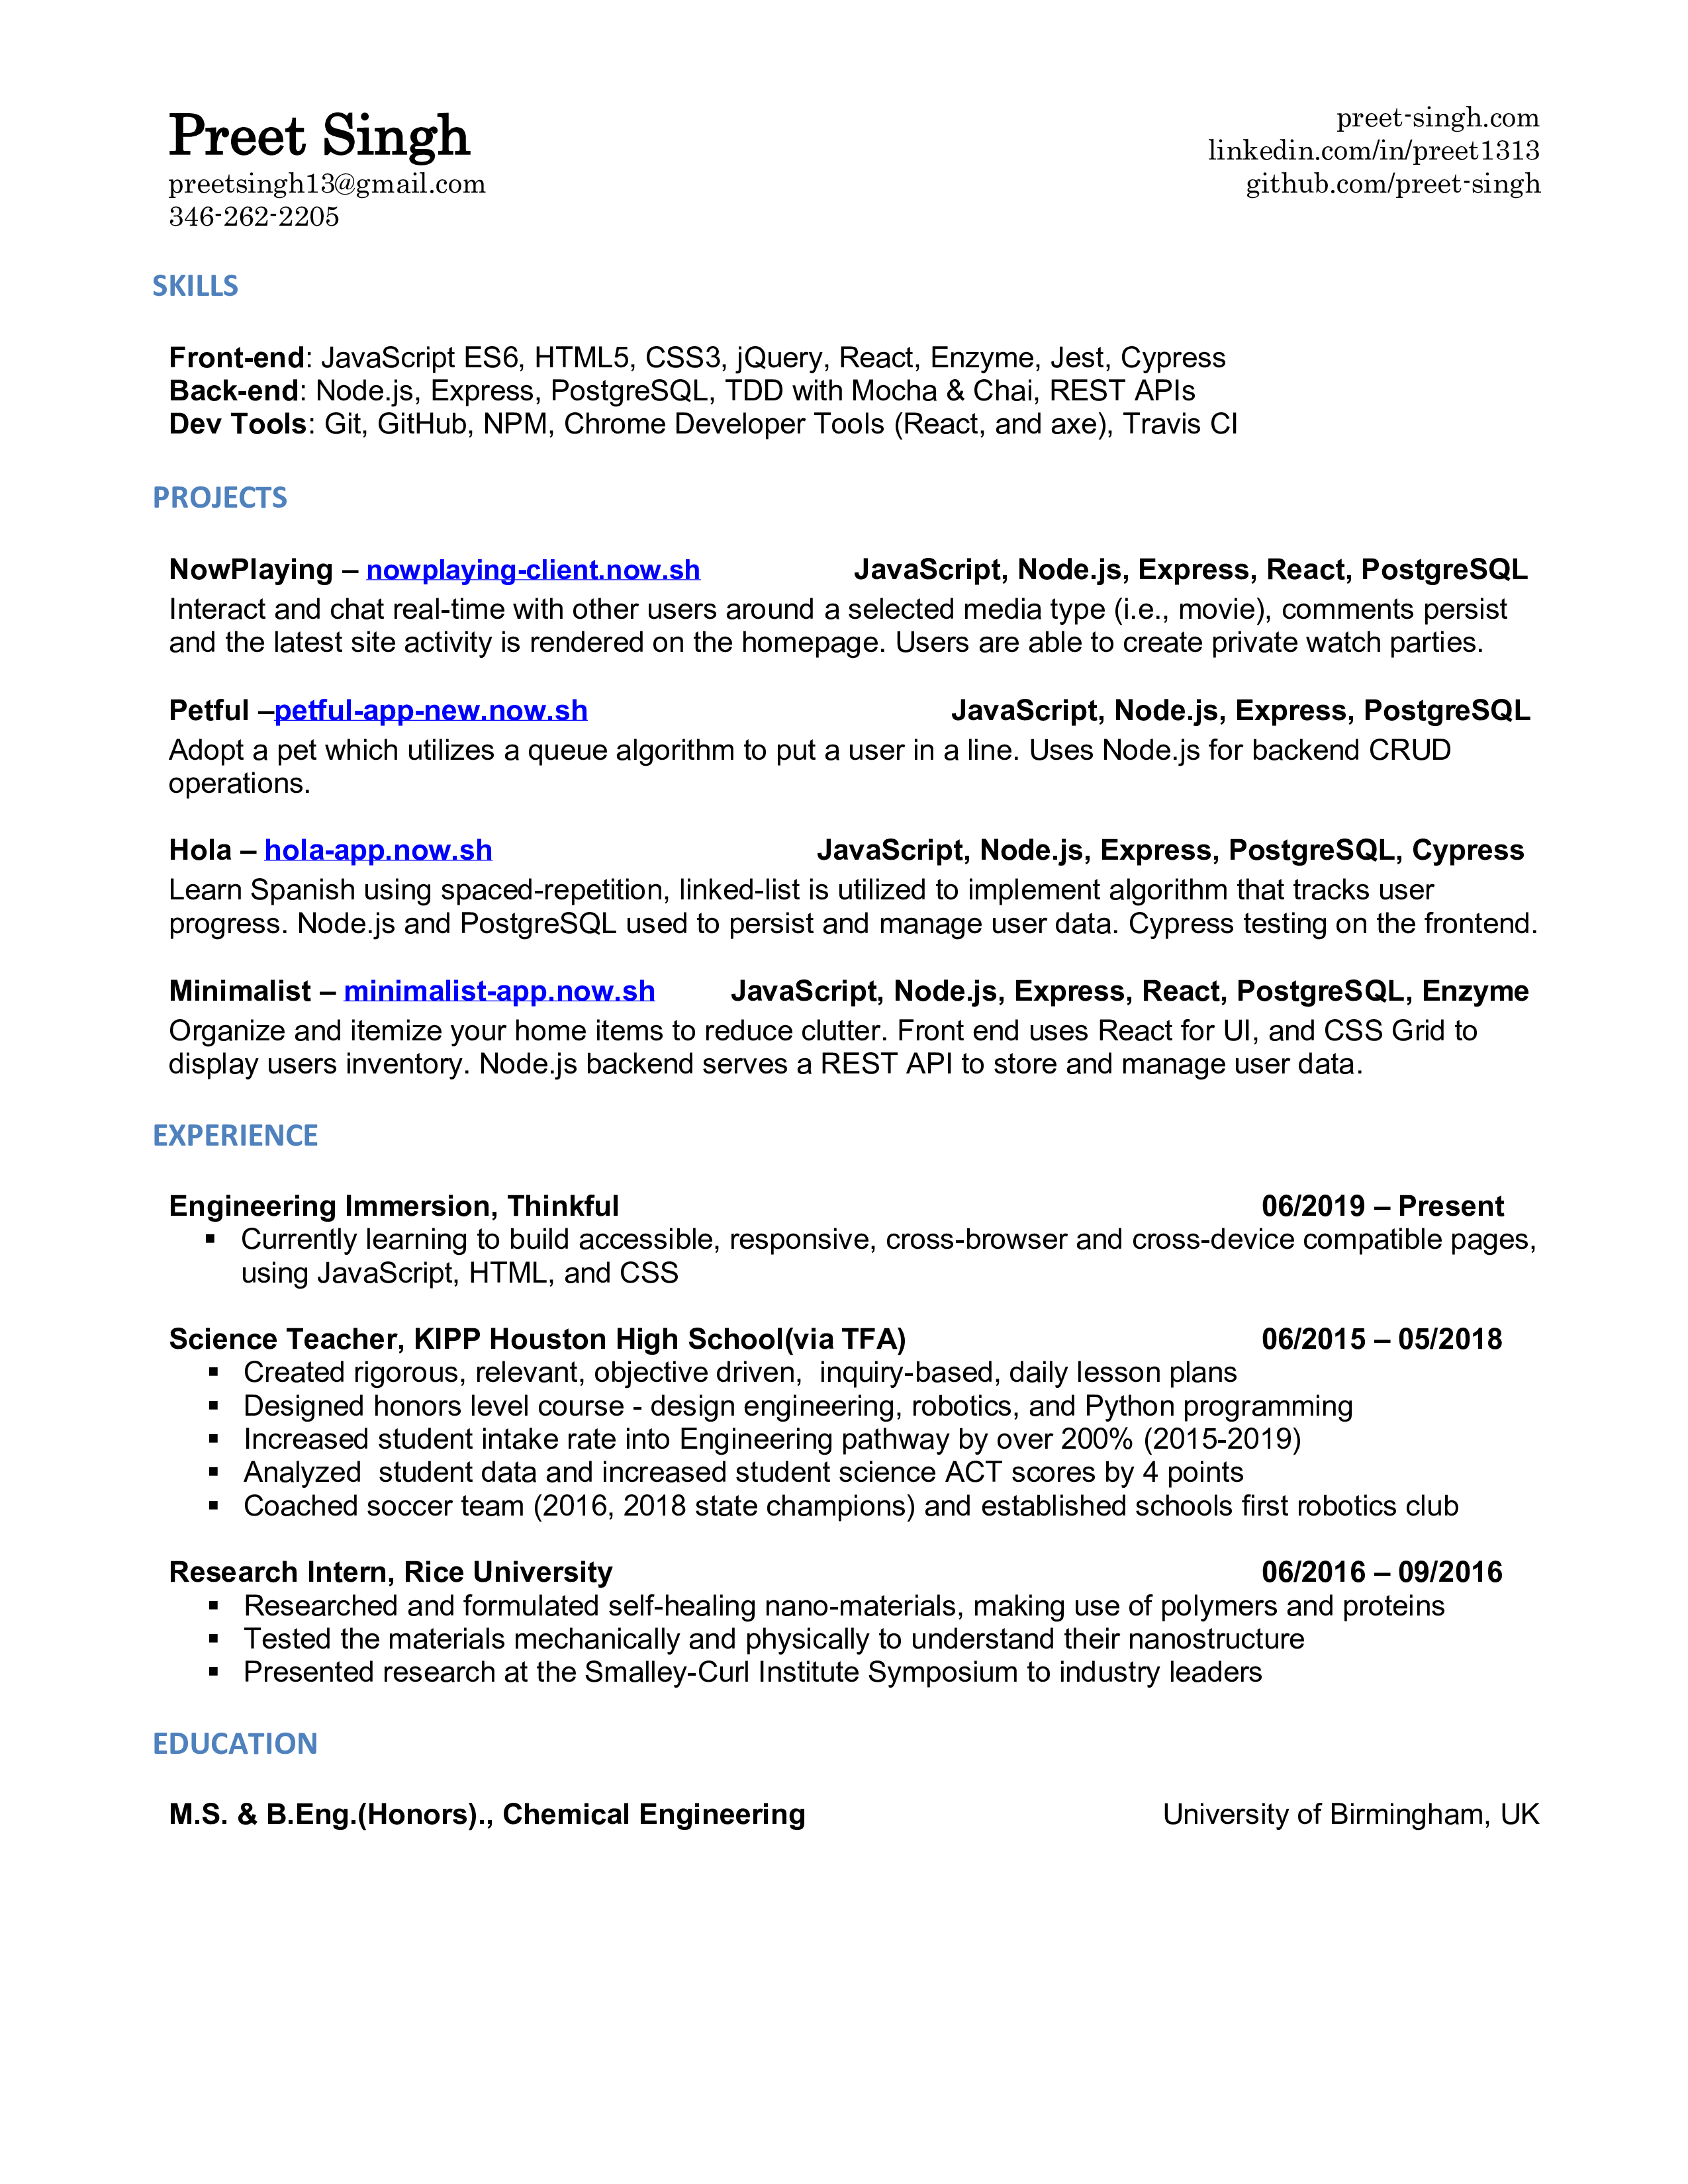 Preet Singh
preetsingh13@gmail.com
346-262-2205
preet-singh.com
linkedin.com/in/preet1313
github.com/preet-singh
SKILLS
Front-end: JavaScript ES6, HTML5, CSS3, jQuery, React, Enzyme, Jest, Cypress
Back-end: Node.js, Express, PostgreSQL, TDD with Mocha & Chai, REST APIs
Dev Tools: Git, GitHub, NPM, Chrome Developer Tools (React, and axe), Travis CI
PROJECTS
NowPlaying – nowplaying-client.now.sh JavaScript, Node.js, Express, React, PostgreSQL
Interact and chat real-time with other users around a selected media type (i.e., movie), comments persist
and the latest site activity is rendered on the homepage. Users are able to create private watch parties.
Petful –petful-app-new.now.sh JavaScript, Node.js, Express, PostgreSQL
Adopt a pet which utilizes a queue algorithm to put a user in a line. Uses Node.js for backend CRUD
operations.
Hola – hola-app.now.sh JavaScript, Node.js, Express, PostgreSQL, Cypress
Learn Spanish using spaced-repetition, linked-list is utilized to implement algorithm that tracks user
progress. Node.js and PostgreSQL used to persist and manage user data. Cypress testing on the frontend.
Minimalist – minimalist-app.now.sh JavaScript, Node.js, Express, React, PostgreSQL, Enzyme
Organize and itemize your home items to reduce clutter. Front end uses React for UI, and CSS Grid to
display users inventory. Node.js backend serves a REST API to store and manage user data.
EXPERIENCE
Engineering Immersion, Thinkful 06/2019 – Present
▪ Currently learning to build accessible, responsive, cross-browser and cross-device compatible pages,
using JavaScript, HTML, and CSS
Science Teacher, KIPP Houston High School(via TFA) 06/2015 – 05/2018
▪ Created rigorous, relevant, objective driven,  inquiry-based, daily lesson plans
▪ Designed honors level course - design engineering, robotics, and Python programming
▪ Increased student intake rate into Engineering pathway by over 200% (2015-2019)
▪ Analyzed  student data and increased student science ACT scores by 4 points
▪ Coached soccer team (2016, 2018 state champions) and established schools first robotics club
Research Intern, Rice University 06/2016 – 09/2016
▪ Researched and formulated self-healing nano-materials, making use of polymers and proteins
▪ Tested the materials mechanically and physically to understand their nanostructure
▪ Presented research at the Smalley-Curl Institute Symposium to industry leaders
EDUCATION
M.S. & B.Eng.(Honors)., Chemical Engineering University of Birmingham, UK